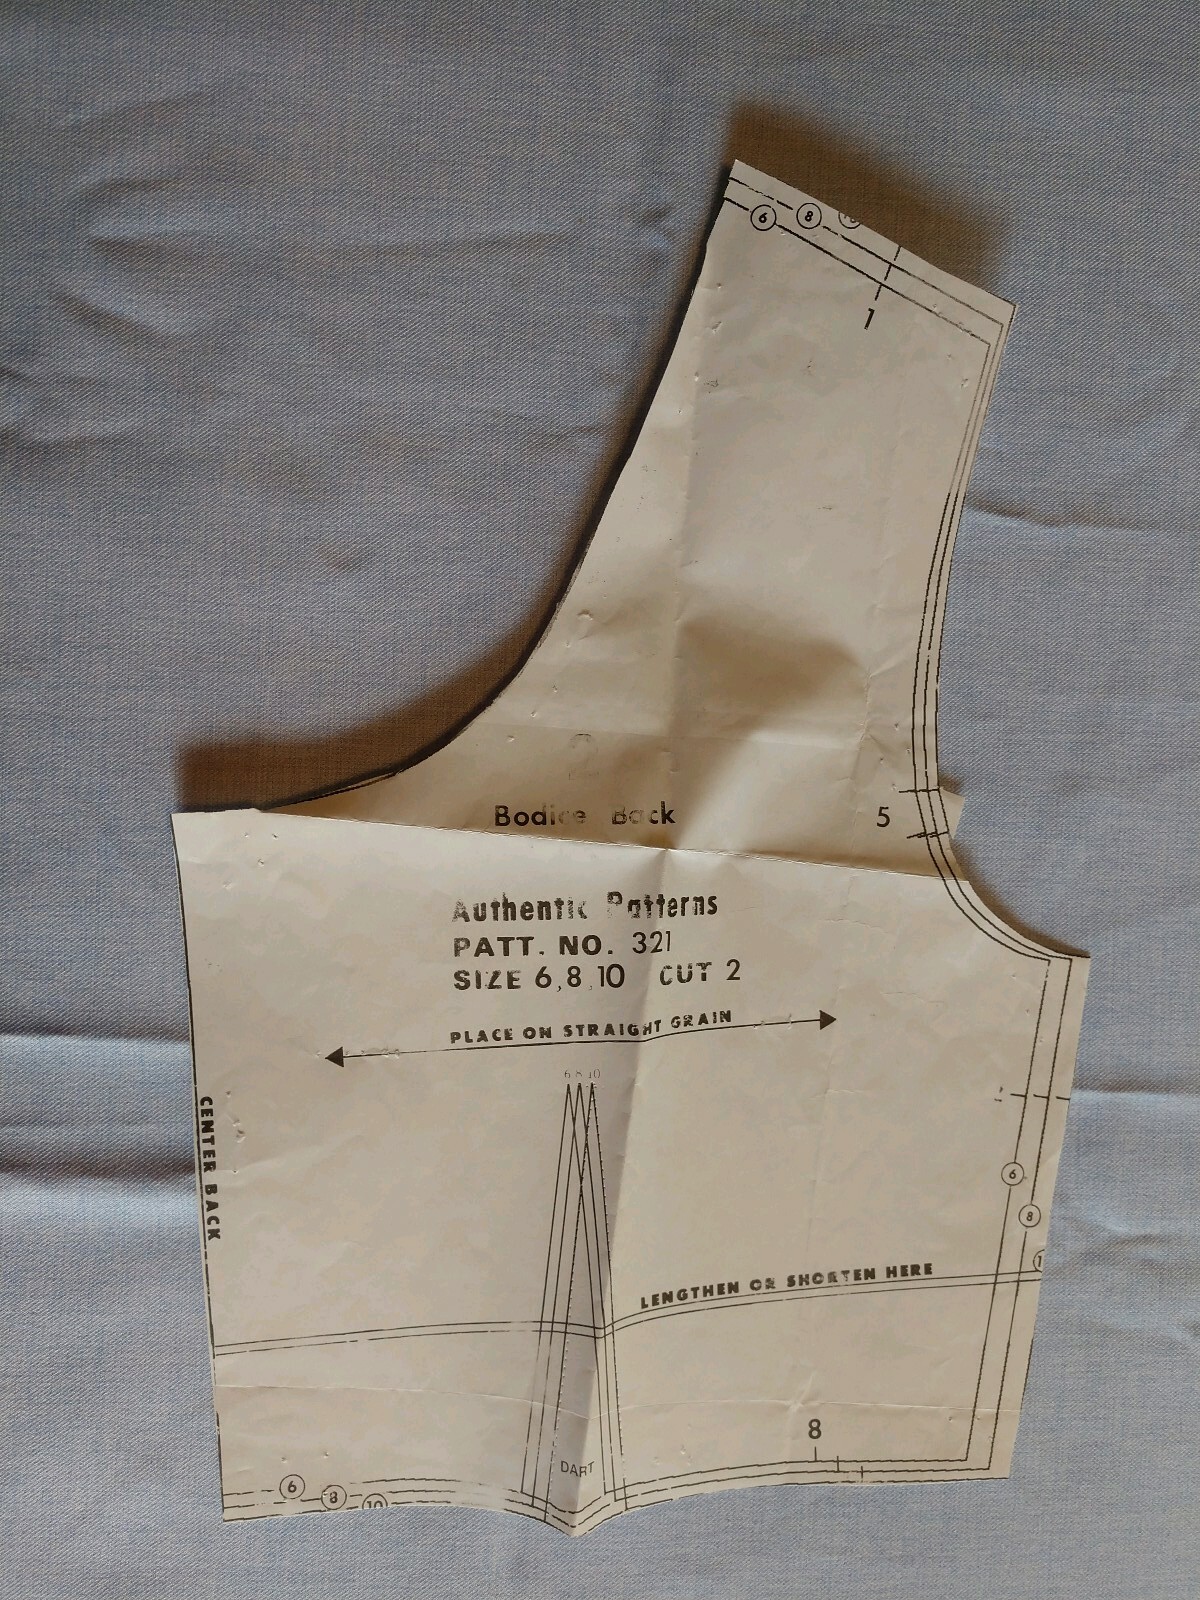 6 8
1
Bodice Back
5
Authentic Patterns
PATT. NO. 321
SIZE 6,8,10 CUT 2
PLACE ON STRAIGHT GRAIN
6 8 10
CENTER BACK
6
8
LENGTHEN OR SHORTEN HERE
8
DART
6 8 10